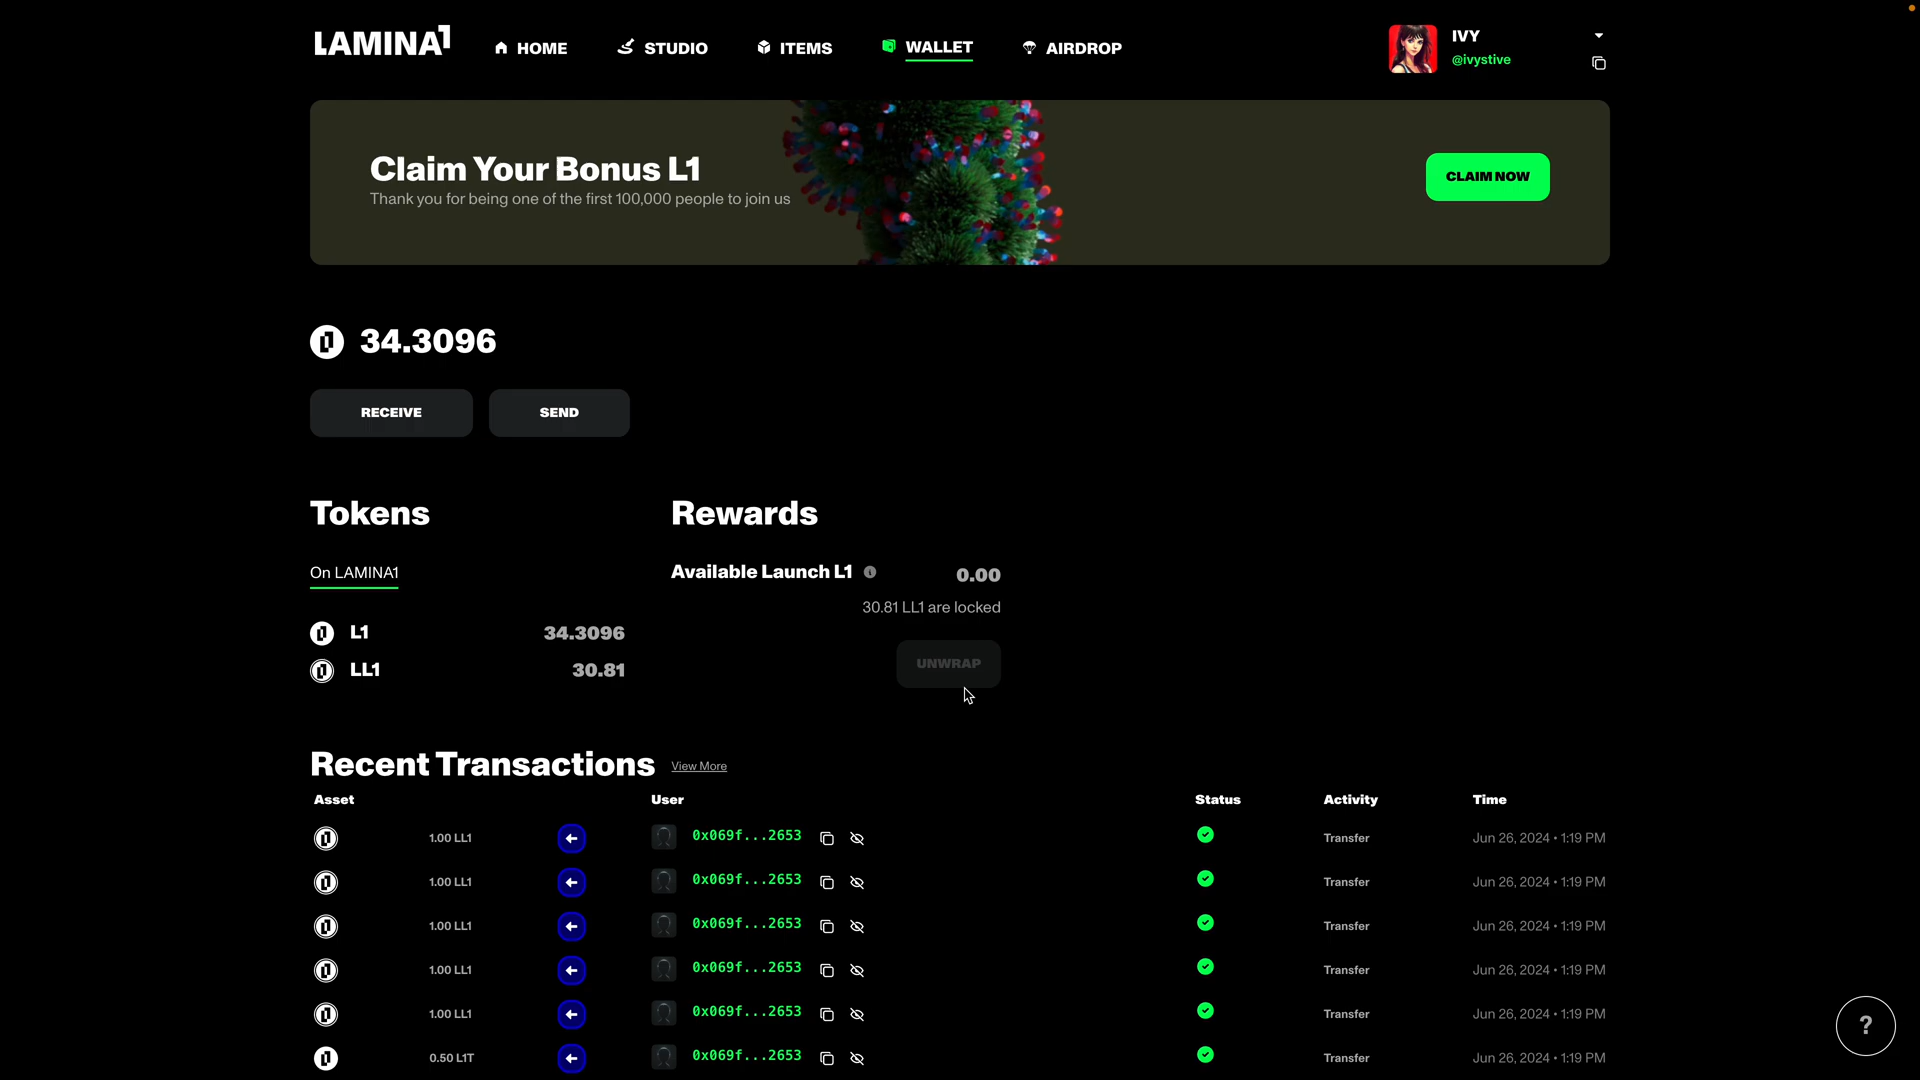 LAMINA1 HOME STUDIO ITEMS WALLET AIRDROP IVY
@ivystive
Claim Your Bonus L1
Thank you for being one of the first 100,000 people to join us
CLAIM NOW
34.3096
RECEIVE SEND
Tokens
On LAMINA1
L1 34.3096
LL1 30.81
Rewards
Available Launch L1 0.00
30.81 LL1 are locked
UNWRAP
Recent Transactions View More
Asset User Status Activity Time
1.00 LL1 0x069f...2653 Transfer Jun 26, 2024 • 1:19 PM
1.00 LL1 0x069f...2653 Transfer Jun 26, 2024 • 1:19 PM
1.00 LL1 0x069f...2653 Transfer Jun 26, 2024 • 1:19 PM
1.00 LL1 0x069f...2653 Transfer Jun 26, 2024 • 1:19 PM
1.00 LL1 0x069f...2653 Transfer Jun 26, 2024 • 1:19 PM
0.50 L1T 0x069f...2653 Transfer Jun 26, 2024 • 1:19 PM
?